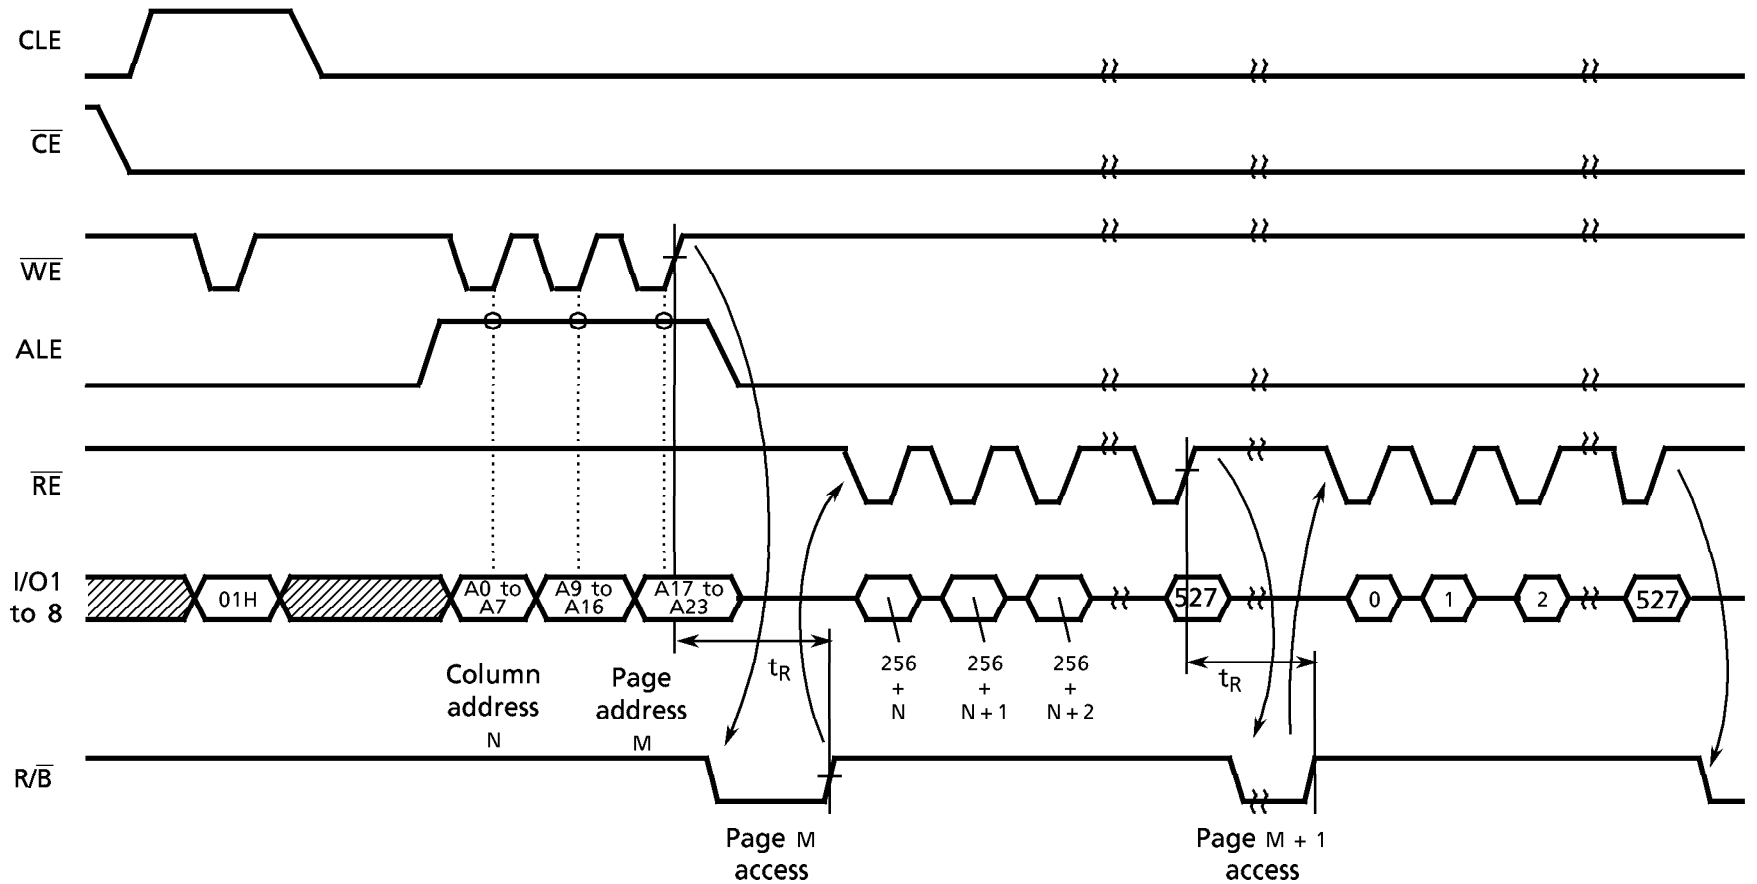 CLE
CE
WE
ALE
RE
I/O1
to 8
01H
A0 to
A7
A9 to
A16
A17 to
A23
527
0
1
2
527
256
+
N
256
+
N + 1
256
+
N + 2
tR
tR
Column
address
N
Page
address
M
R/B
Page M
access
Page M + 1
access